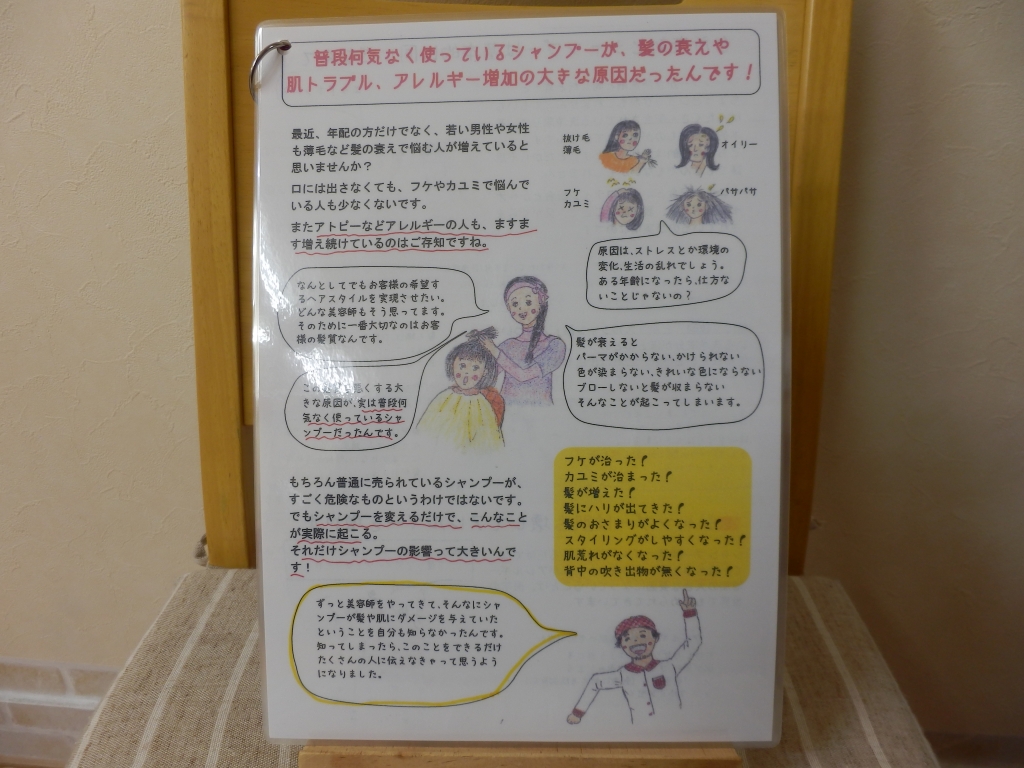 普段何気なく使っているシャンプーが、髪の衰えや
肌トラブル、アレルギー増加の大きな原因だったんです！
最近、年配の方だけでなく、若い男性や女性
も薄毛など髪の衰えで悩む人が増えていると
思いませんか？
口には出さなくても、フケやカユミで悩んで
いる人も少なくないです。
またアトピーなどアレルギーの人も、ますま
す増え続けているのはご存知ですね。
抜け毛
薄毛
オイリー
フケ
カユミ
パサパサ
原因は、ストレスとか環境の
変化、生活の乱れでしょう。
ある年齢になったら、仕方な
いことじゃないの？
なんとしてでもお客様の希望す
るヘアスタイルを実現させたい。
どんな美容師もそう思ってます。
そのために一番大切なのはお客
様の髪質なんです。
髪が衰えると
パーマがかからない、かけられない
色が染まらない、きれいな色にならない
ブローしないと髪が収まらない
そんなことが起こってしまいます。
この 悪くする大
きな原因が、実は普段何
気なく使っているシャ
ンプーだったんです。
もちろん普通に売られているシャンプーが、
すごく危険なものというわけではないです。
でもシャンプーを変えるだけで、こんなこと
が実際に起こる。
それだけシャンプーの影響って大きいんで
す！
フケが治った！
カユミが治まった！
髪が増えた！
髪にハリが出てきた！
髪のおさまりがよくなった！
スタイリングがしやすくなった！
肌荒れがなくなった！
背中の吹き出物が無くなった！
ずっと美容師をやってきて、そんなにシャ
ンプーが髪や肌にダメージを与えていた
ということを自分も知らなかったんです。
知ってしまったら、このことをできるだけ
たくさんの人に伝えなきゃって思うよう
になりました。